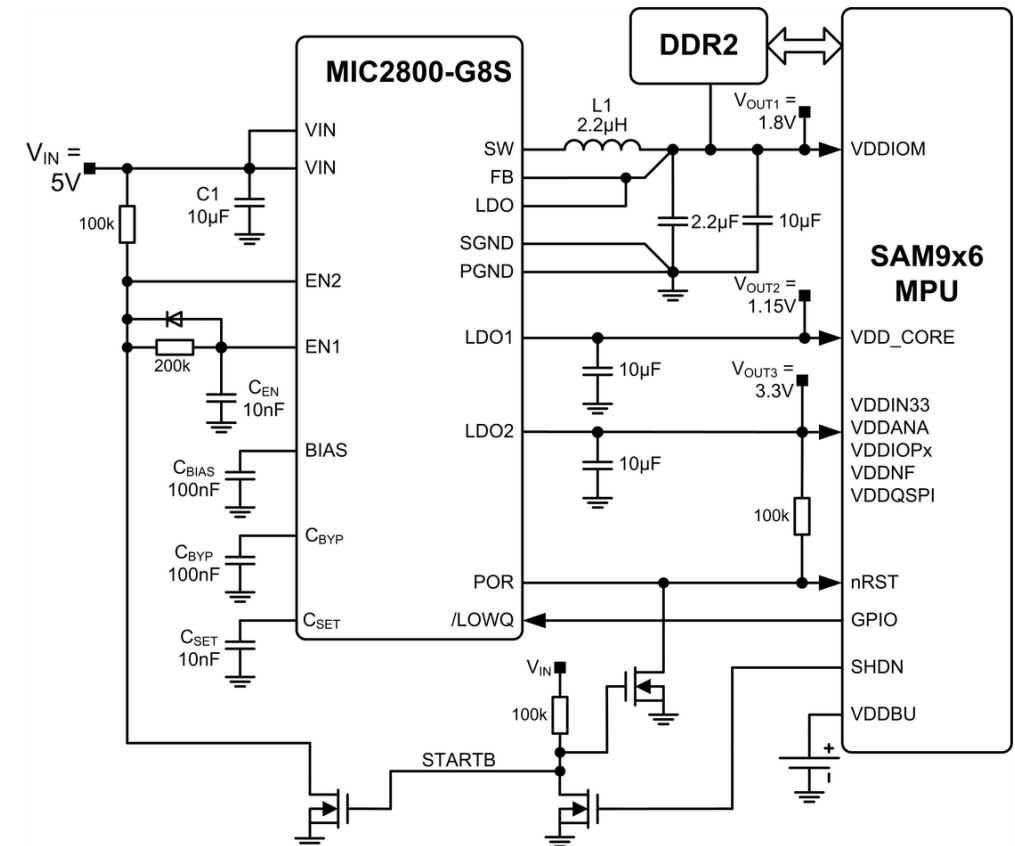 MIC2800-G8S
DDR2
SAM9x6
MPU
V_IN =
5V
100k
C1
10µF
VIN
VIN
EN2
EN1
200k
C_EN
10nF
BIAS
C_BIAS
100nF
C_BYP
C_BYP
100nF
C_SET
C_SET
10nF
SW
FB
LDO
SGND
PGND
LDO1
LDO2
POR
/LOWQ
L1
2.2µH
2.2µF
10µF
V_OUT1 =
1.8V
VDDIOM
V_OUT2 =
1.15V
VDD_CORE
10µF
V_OUT3 =
3.3V
VDDIN33
VDDANA
VDDIOPx
VDDNF
VDDQSPI
10µF
100k
nRST
GPIO
SHDN
VDDBU
+
-
V_IN
100k
STARTB